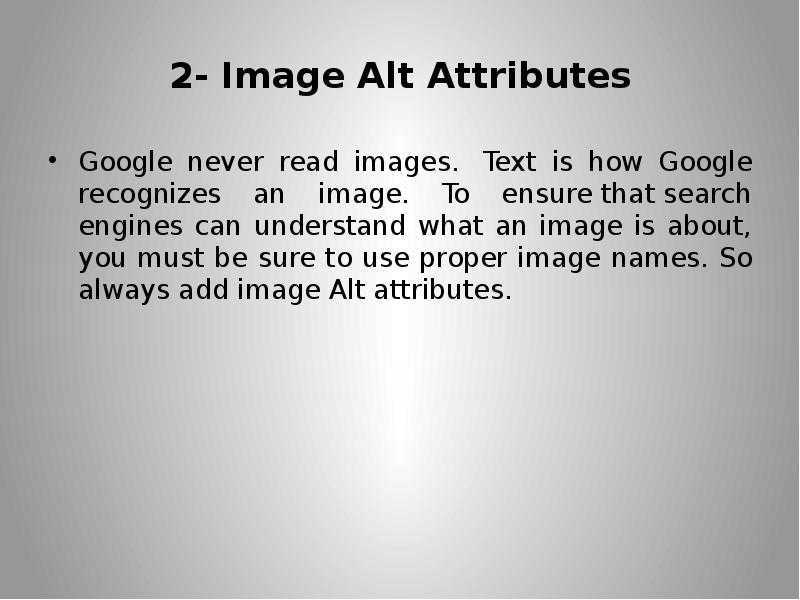 2- Image Alt Attributes
• Google never read images. Text is how Google
recognizes an image. To ensure that search
engines can understand what an image is about,
you must be sure to use proper image names. So
always add image Alt attributes.